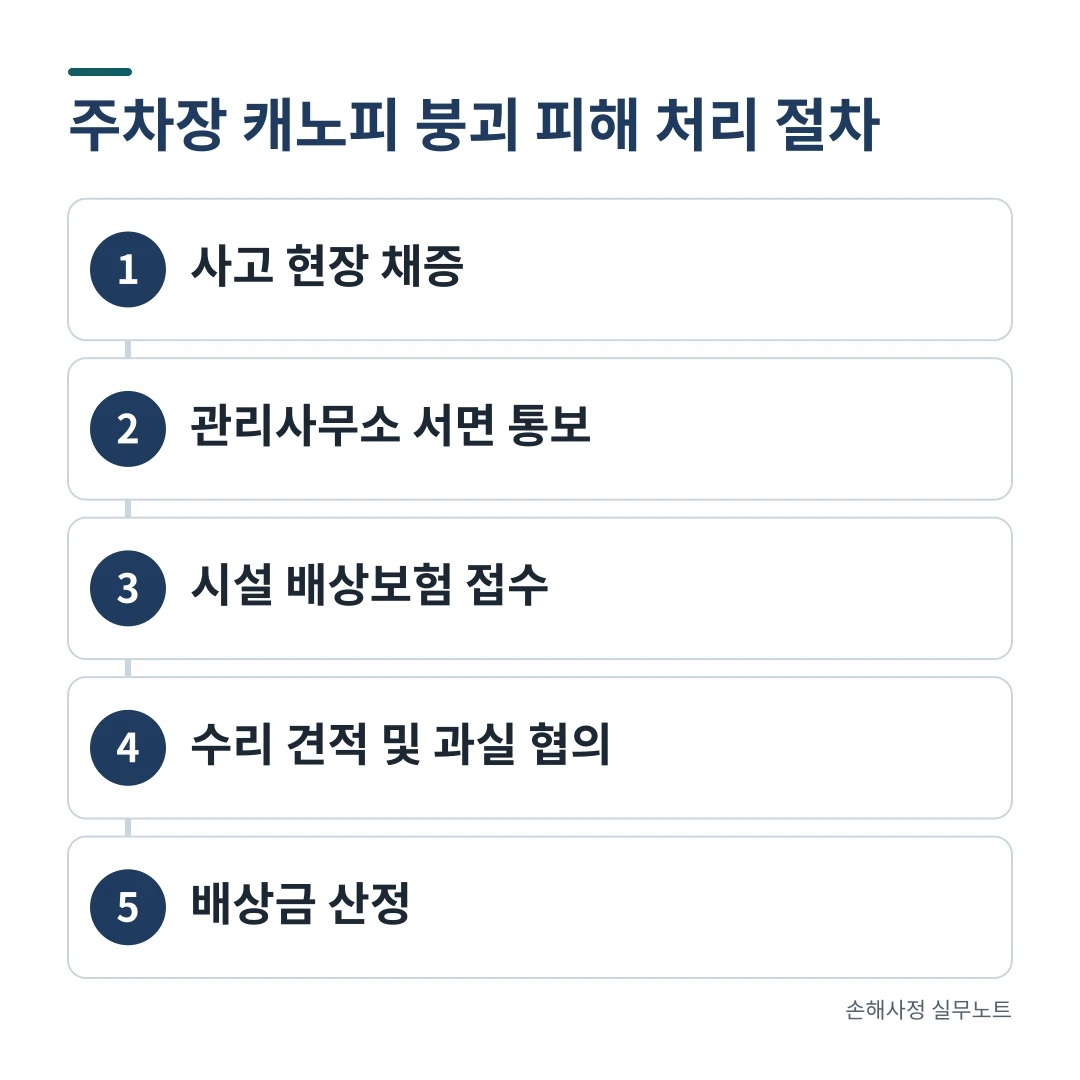 주차장 캐노피 붕괴 피해 처리 절차
1 사고 현장 채증
2 관리사무소 서면 통보
3 시설 배상보험 접수
4 수리 견적 및 과실 협의
5 배상금 산정
손해사정 실무노트